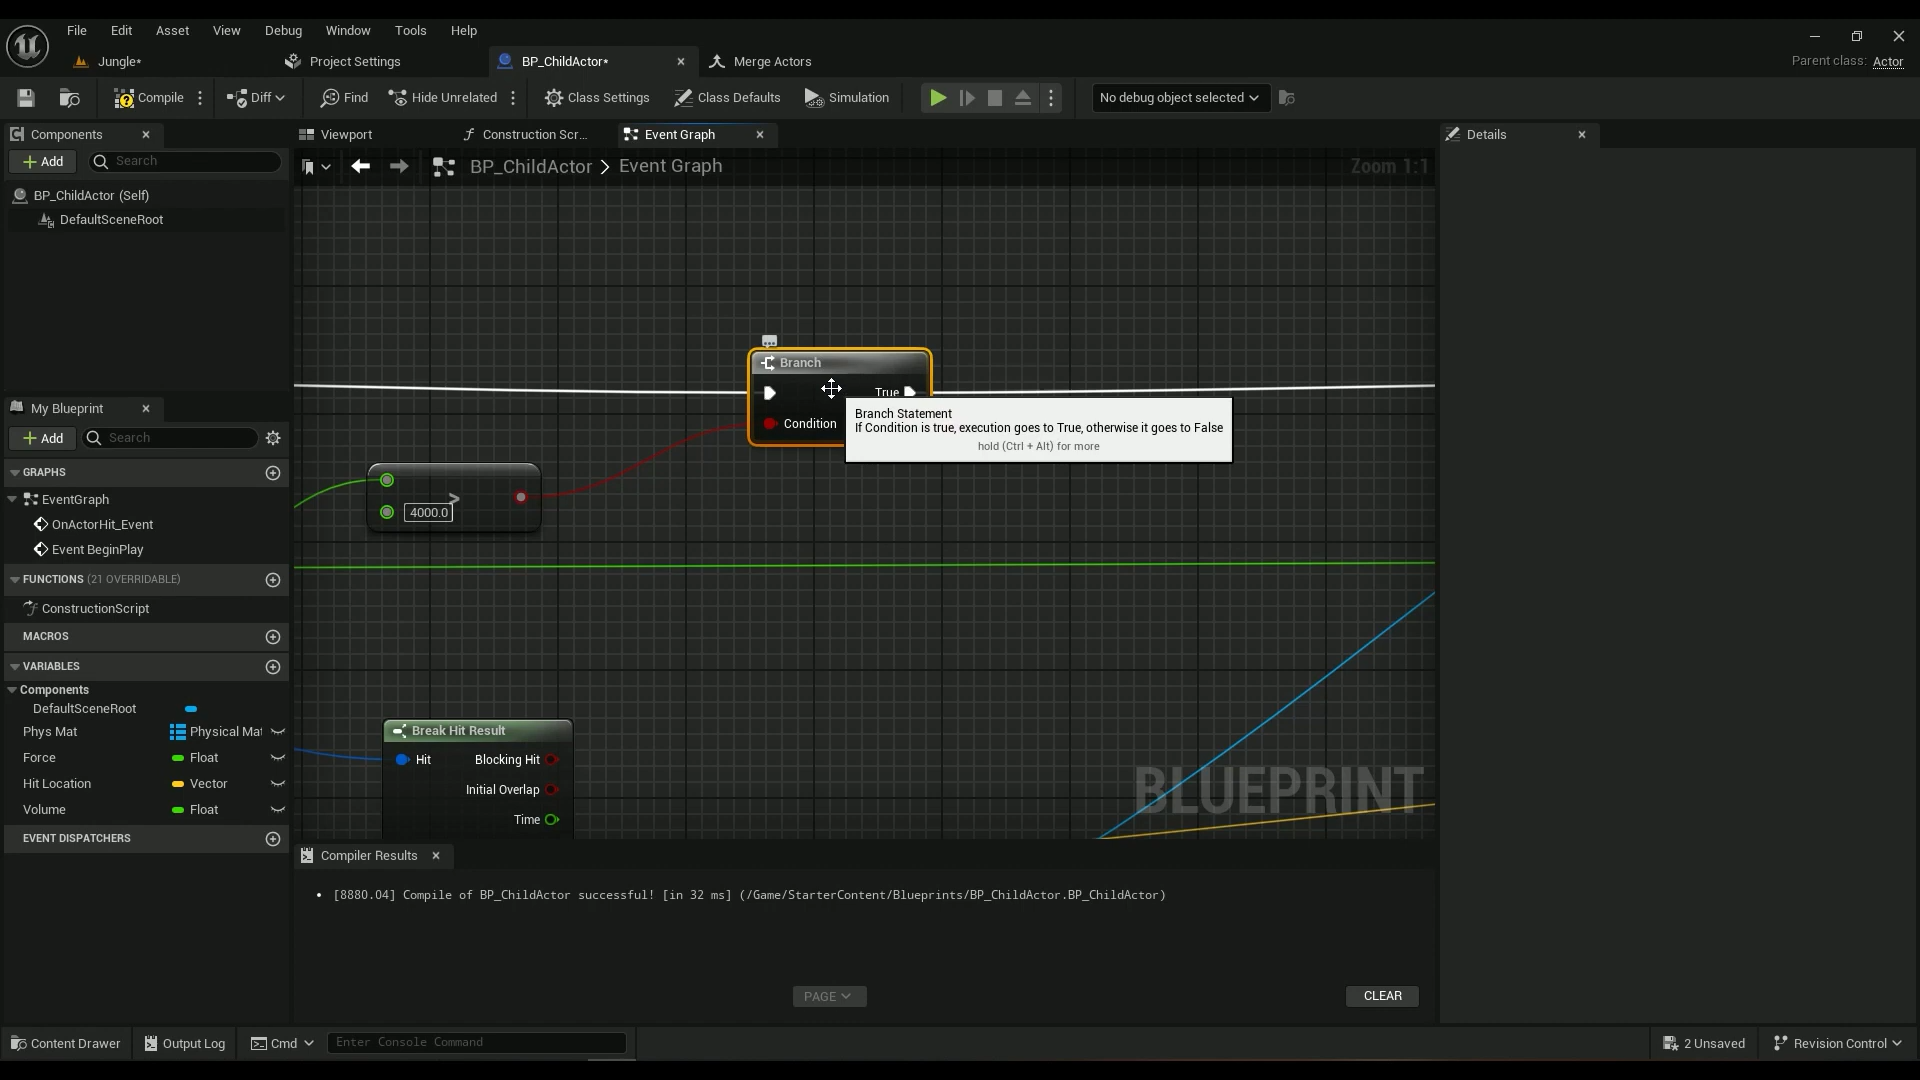 File Edit Asset View Debug Window Tools Help
Jungle*
Project Settings
BP_ChildActor*
Merge Actors
Parent class: Actor
Compile
Diff
Find
Hide Unrelated
Class Settings
Class Defaults
Simulation
No debug object selected
Components
Viewport
Construction Scr...
Event Graph
Details
Add
Search
BP_ChildActor > Event Graph
Zoom 1:1
BP_ChildActor (Self)
DefaultSceneRoot
Branch
True
Condition
Branch Statement
If Condition is true, execution goes to True, otherwise it goes to False
hold (Ctrl + Alt) for more
My Blueprint
Add
Search
GRAPHS
EventGraph
OnActorHit_Event
Event BeginPlay
FUNCTIONS (21 OVERRIDABLE)
ConstructionScript
MACROS
VARIABLES
Components
DefaultSceneRoot
Phys Mat Physical Mat
Force Float
Hit Location Vector
Volume Float
EVENT DISPATCHERS
>
4000.0
Break Hit Result
Hit Blocking Hit
Initial Overlap
Time
BLUEPRINT
Compiler Results
• [8880.04] Compile of BP_ChildActor successful! [in 32 ms] (/Game/StarterContent/Blueprints/BP_ChildActor.BP_ChildActor)
PAGE
CLEAR
Content Drawer
Output Log
Cmd
Enter Console Command
2 Unsaved
Revision Control